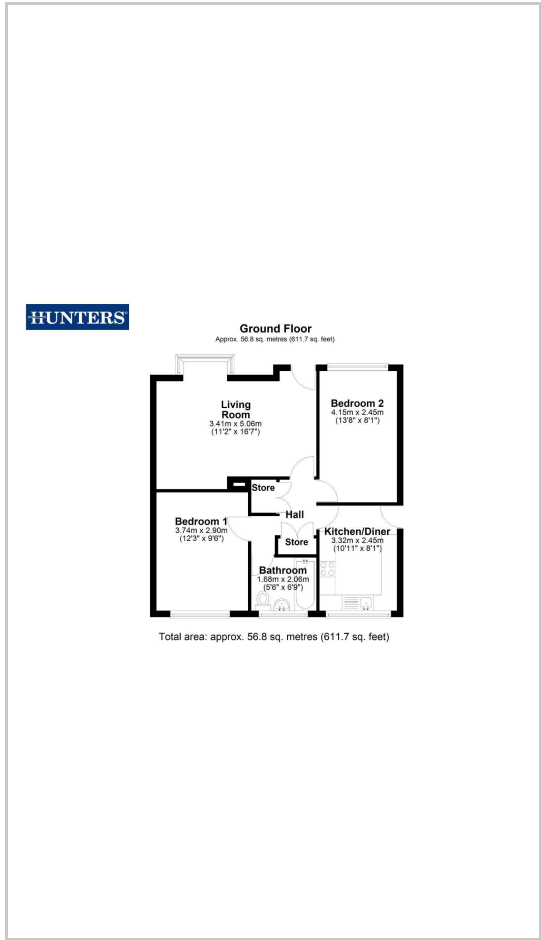 HUNTERS
Ground Floor
Approx. 56.8 sq. metres (611.7 sq. feet)
Living
Room
3.41m x 5.06m
(11'2" x 16'7")
Bedroom 2
4.15m x 2.45m
(13'8" x 8'1")
Store
Hall
Bedroom 1
3.74m x 2.90m
(12'3" x 9'6")
Kitchen/Diner
3.32m x 2.45m
(10'11" x 8'1")
Store
Bathroom
1.68m x 2.06m
(5'6" x 6'9")
Total area: approx. 56.8 sq. metres (611.7 sq. feet)